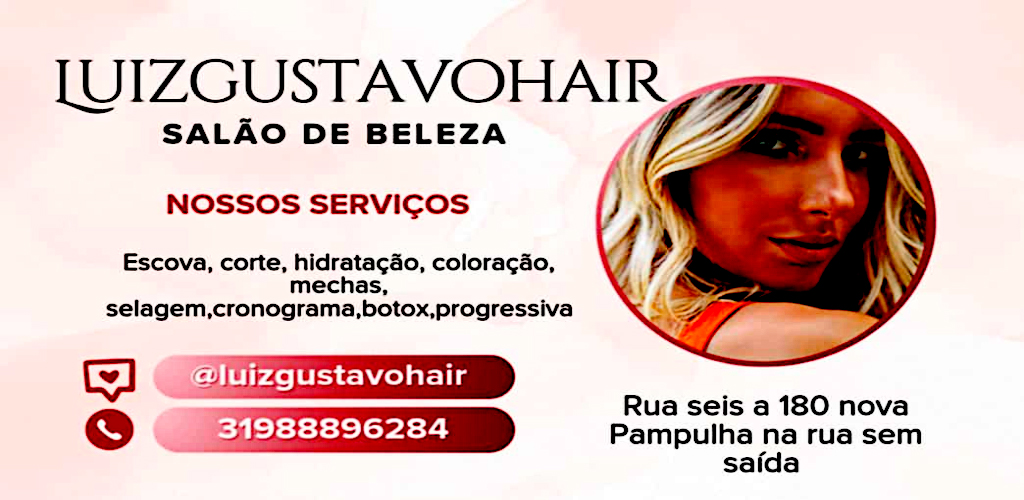 LUIZGUSTAVOHAIR
SALÃO DE BELEZA
NOSSOS SERVIÇOS
Escova, corte, hidratação, coloração,
mechas,
selagem,cronograma,botox,progressiva
@luizgustavohair
31988896284
Rua seis a 180 nova
Pampulha na rua sem
saída